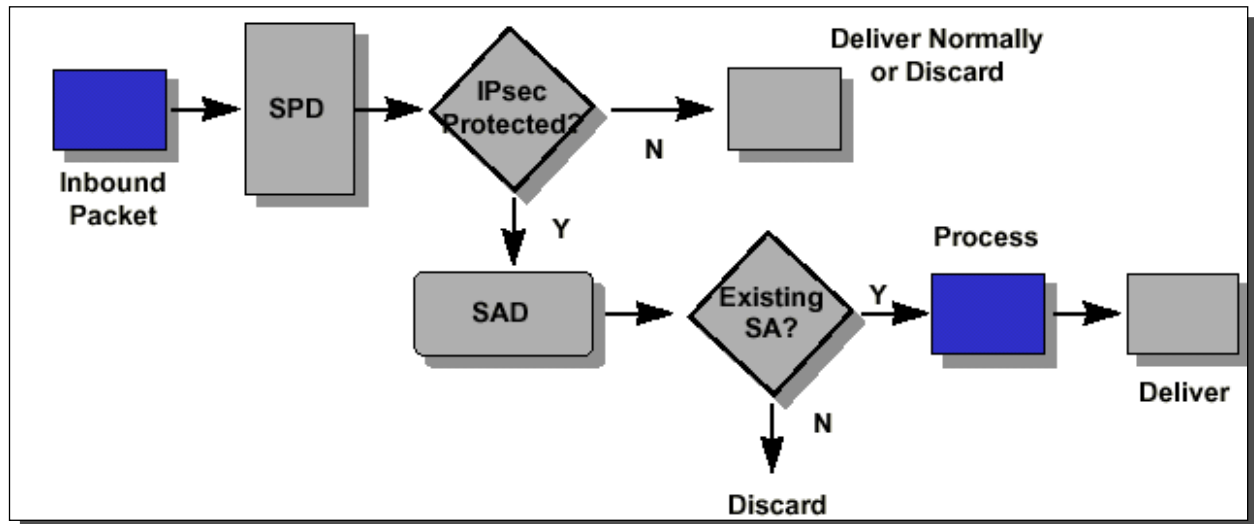 Inbound
Packet
SPD
IPsec
Protected?
N
Deliver Normally
or Discard
Y
SAD
Existing
SA?
Y
Process
Deliver
N
Discard